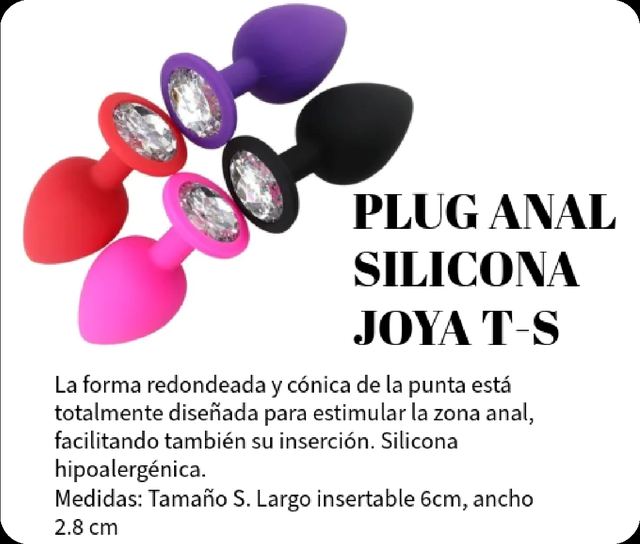 PLUG ANAL
SILICONA
JOYA T-S
La forma redondeada y cónica de la punta está
totalmente diseñada para estimular la zona anal,
facilitando también su inserción. Silicona
hipoalergénica.
Medidas: Tamaño S. Largo insertable 6cm, ancho
2.8 cm